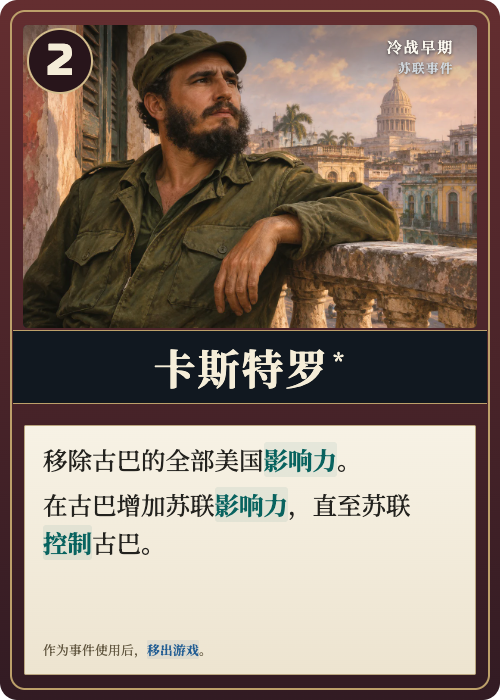 2
冷战早期
苏联事件
卡斯特罗*
移除古巴的全部美国影响力。
在古巴增加苏联影响力，直至苏联
控制古巴。
作为事件使用后，移出游戏。